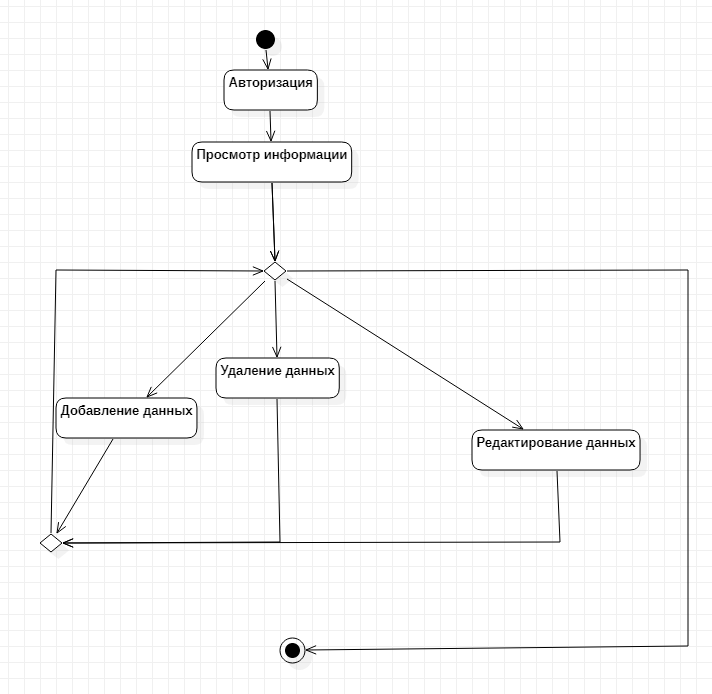 Авторизация
Просмотр информации
Удаление данных
Добавление данных
Редактирование данных